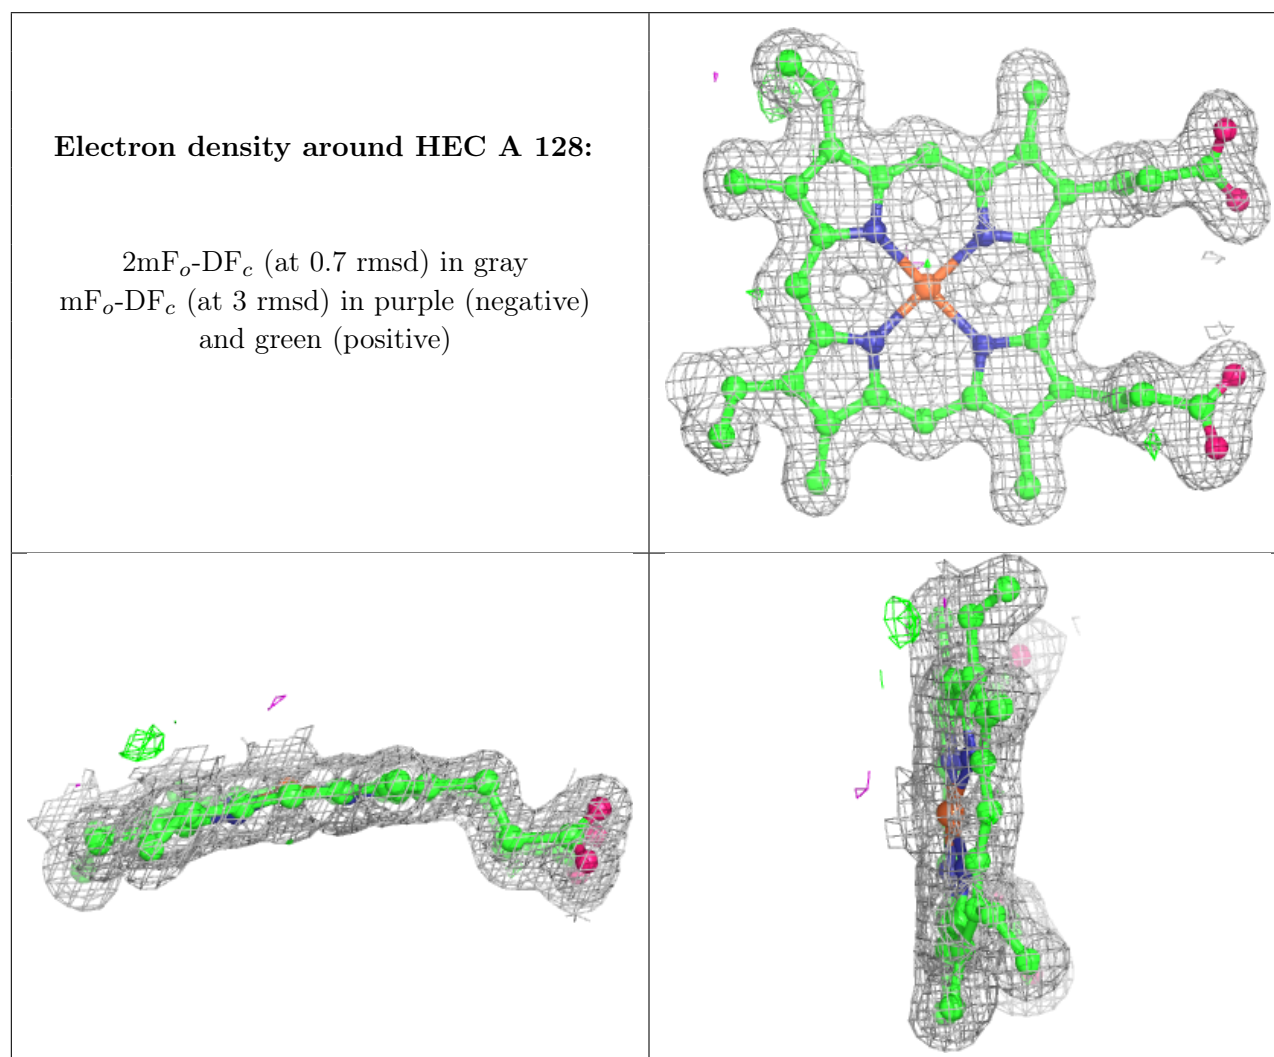 Electron density around HEC A 128:
2mFₒ-DF𝒸 (at 0.7 rmsd) in gray
mFₒ-DF𝒸 (at 3 rmsd) in purple (negative)
and green (positive)